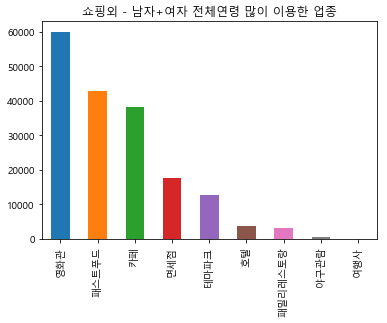 쇼핑외 - 남자+여자 전체연령 많이 이용한 업종
60000
50000
40000
30000
20000
10000
0
영화관
패스트푸드
카페
면세점
테마파크
호텔
패밀리레스토랑
야구관람
여행사